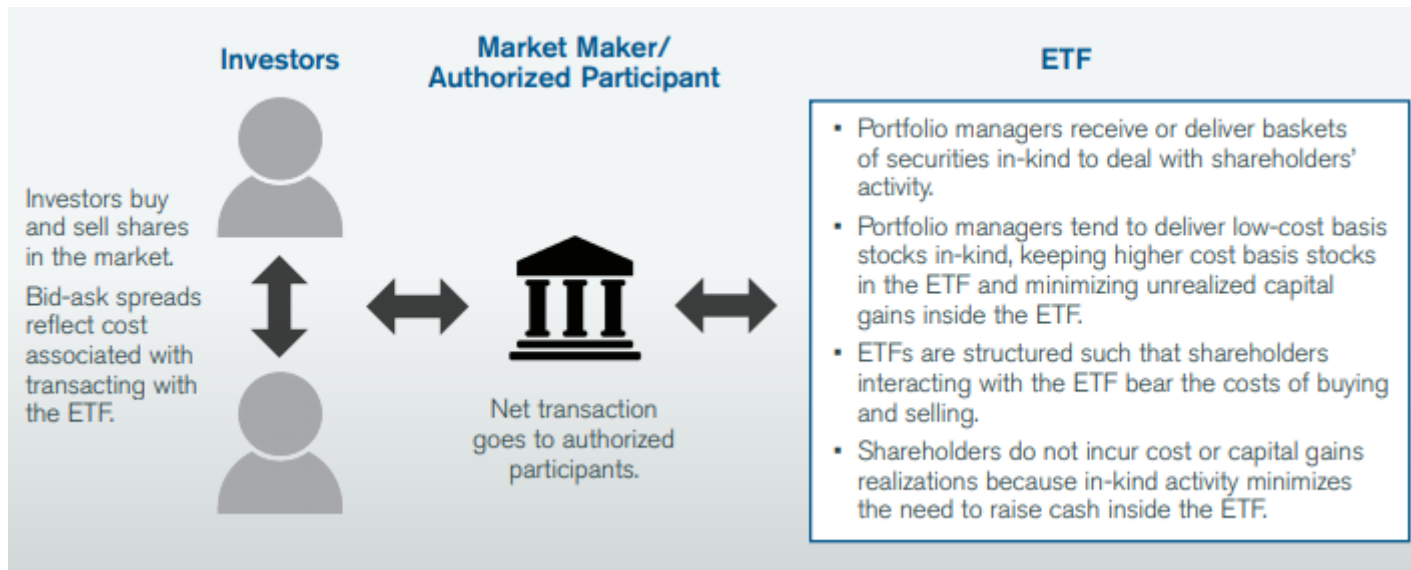 Investors
Investors buy
and sell shares
in the market.
Bid-ask spreads
reflect cost
associated with
transacting with
the ETF.
Market Maker/
Authorized Participant
Net transaction
goes to authorized
participants.
ETF
▪ Portfolio managers receive or deliver baskets
of securities in-kind to deal with shareholders’
activity.
▪ Portfolio managers tend to deliver low-cost basis
stocks in-kind, keeping higher cost basis stocks
in the ETF and minimizing unrealized capital
gains inside the ETF.
▪ ETFs are structured such that shareholders
interacting with the ETF bear the costs of buying
and selling.
▪ Shareholders do not incur cost or capital gains
realizations because in-kind activity minimizes
the need to raise cash inside the ETF.